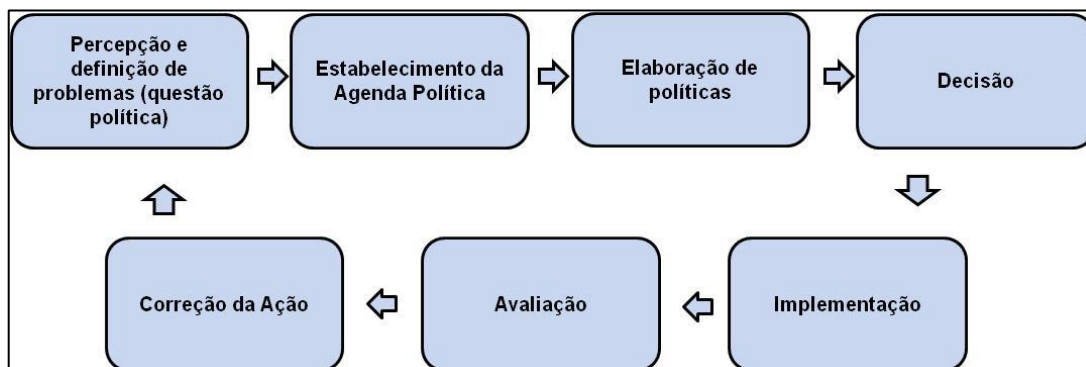 Percepção e
definição de
problemas (questão
política)
Estabelecimento da
Agenda Política
Elaboração de
políticas
Decisão
Correção da Ação
Avaliação
Implementação